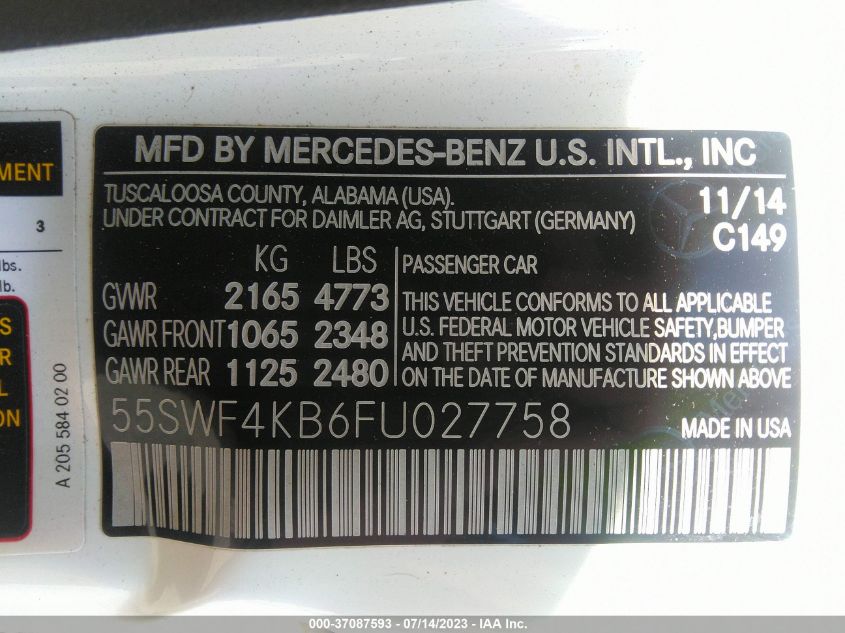 MENT
3
lbs.
lb.
S
R
L
ON
A 205 584 02 00
MFD BY MERCEDES-BENZ U.S. INTL., INC
TUSCALOOSA COUNTY, ALABAMA (USA).
UNDER CONTRACT FOR DAIMLER AG, STUTTGART (GERMANY)
11/14
C149
KG LBS
GVWR 2165 4773
GAWR FRONT 1065 2348
GAWR REAR 1125 2480
PASSENGER CAR
THIS VEHICLE CONFORMS TO ALL APPLICABLE
U.S. FEDERAL MOTOR VEHICLE SAFETY,BUMPER
AND THEFT PREVENTION STANDARDS IN EFFECT
ON THE DATE OF MANUFACTURE SHOWN ABOVE
55SWF4KB6FU027758
MADE IN USA
000-37087593 - 07/14/2023 - IAA Inc.